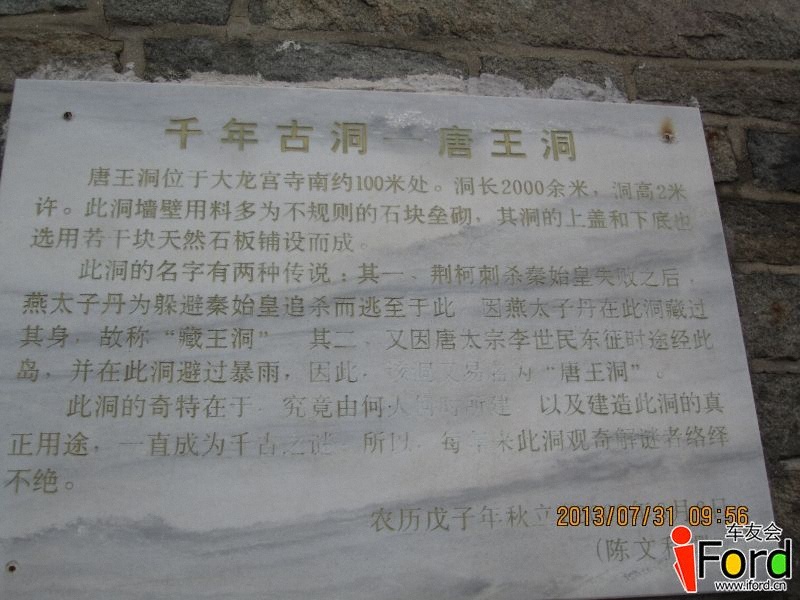 千年古洞—唐王洞
唐王洞位于大龙宫寺南约100米处。洞长2000余米，洞高2米
许。此洞墙壁用料多为不规则的石块垒砌，其洞的上盖和下底也
选用若干块天然石板铺设而成。
此洞的名字有两种传说：其一、荆柯刺杀秦始皇失败之后，
燕太子丹为躲避秦始皇追杀而逃至于此，因燕太子丹在此洞藏过
其身，故称“藏王洞” 其二、又因唐太宗李世民东征时途经此
岛，并在此洞避过暴雨，因此，该洞又易名为“唐王洞”。
此洞的奇特在于，究竟由何人何时所建，以及建造此洞的真
正用途，一直成为千古之谜，所以，每年来此洞观奇解谜者络绎
不绝。
农历戊子年秋立 月 日
(陈文
2013/07/31 09:56
车友会
iFord
www.iford.cn